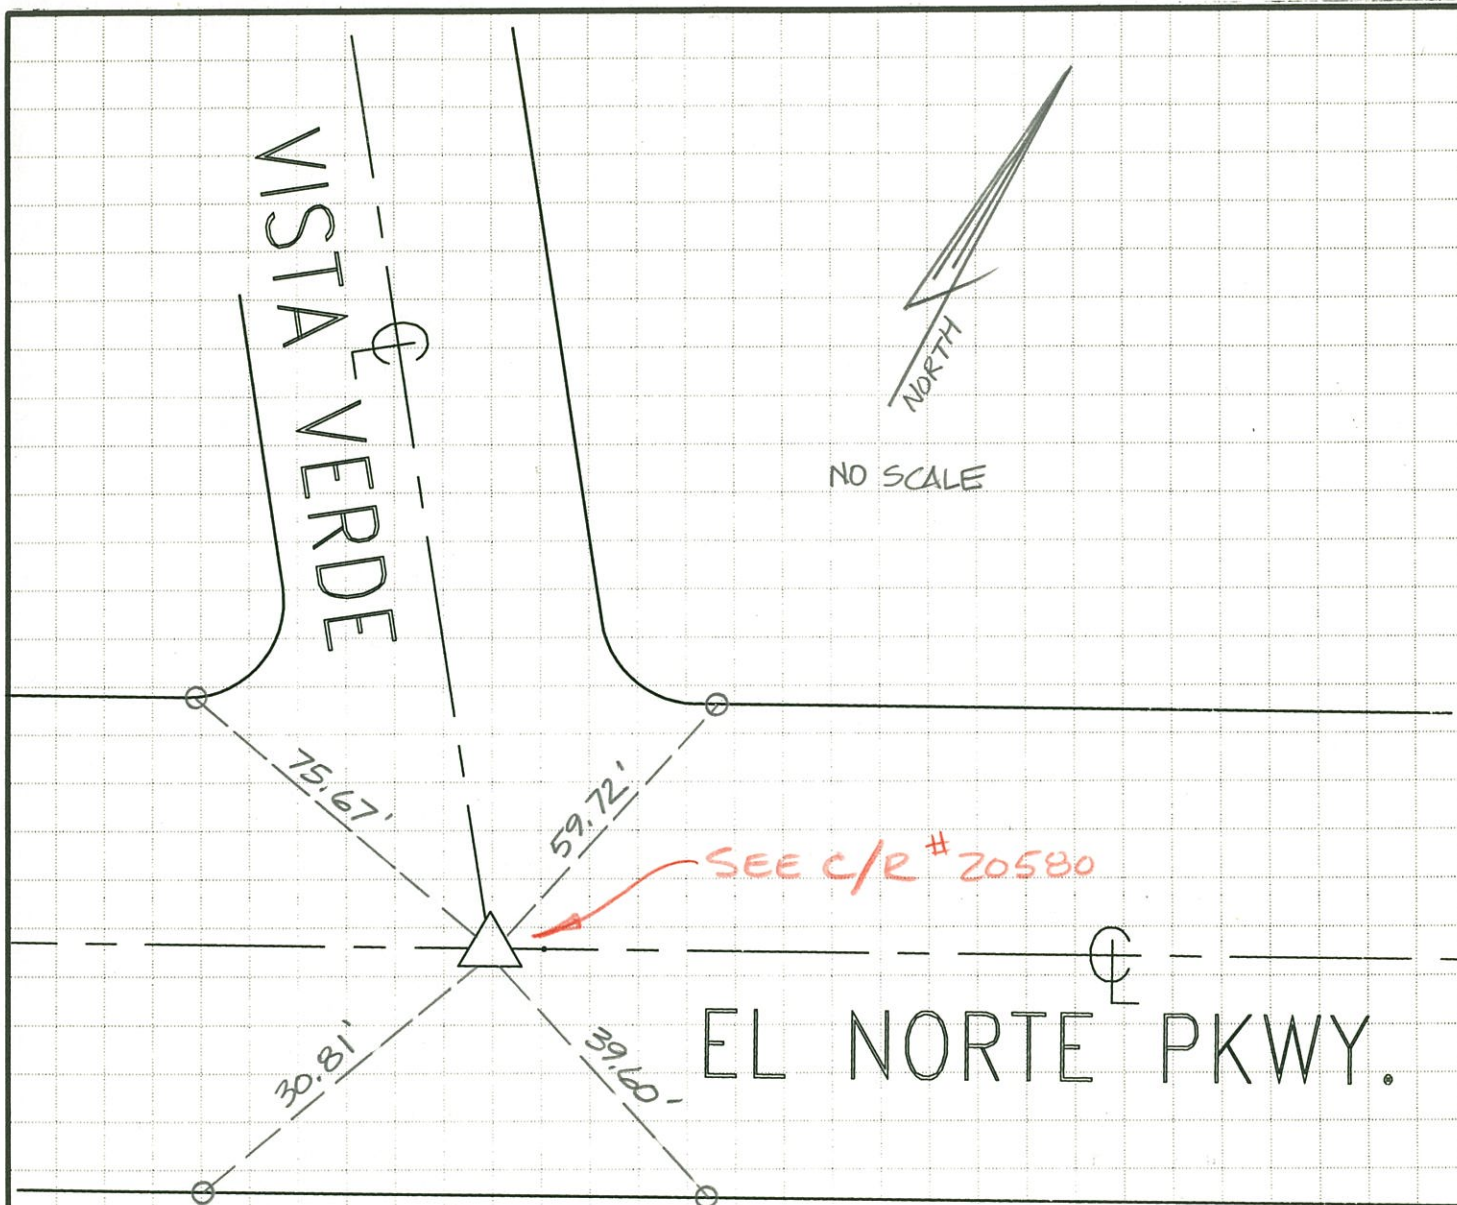 VISTA VERDE
℄
NORTH
NO SCALE
75.67'
59.72'
SEE C/R # 20580
℄
EL NORTE PKWY.
30.81'
39.60'